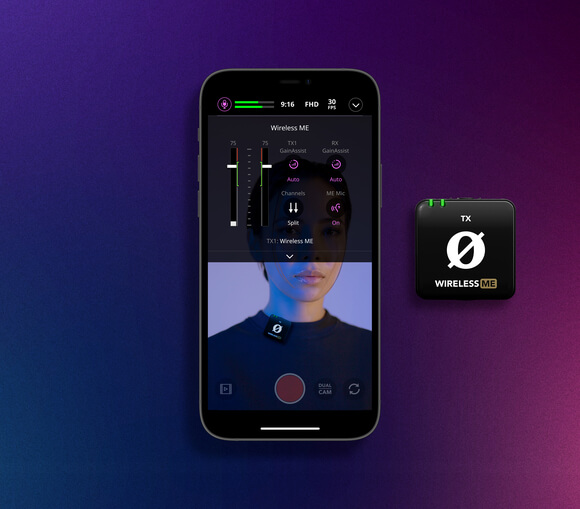 9:16 FHD 30 FPS
Wireless ME
75 75 TX1 GainAssist RX GainAssist
Auto Auto
Channels ME Mic
Split On
TX1: Wireless ME
DUAL CAM
TX
WIRELESS ME